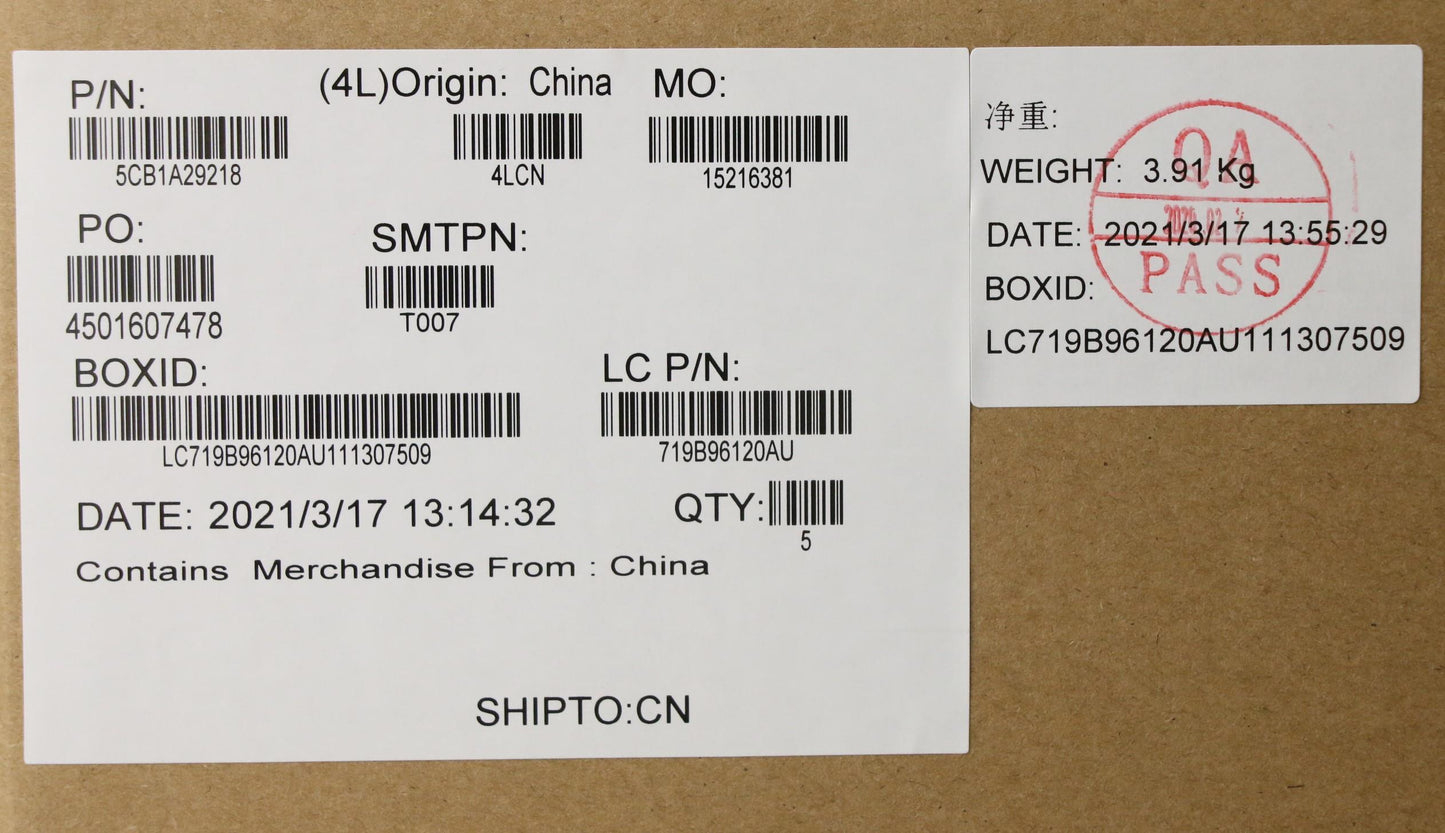 P/N: (4L)Origin: China MO:
5CB1A29218 4LCN 15216381
PO: SMTPN:
4501607478 T007
BOXID: LC P/N:
LC719B96120AU111307509 719B96120AU
DATE: 2021/3/17 13:14:32 QTY:
5
Contains Merchandise From : China
SHIPTO:CN
净重:
WEIGHT: 3.91 Kg
DATE: 2021/3/17 13:55:29
BOXID:
LC719B96120AU111307509
QA
PASS